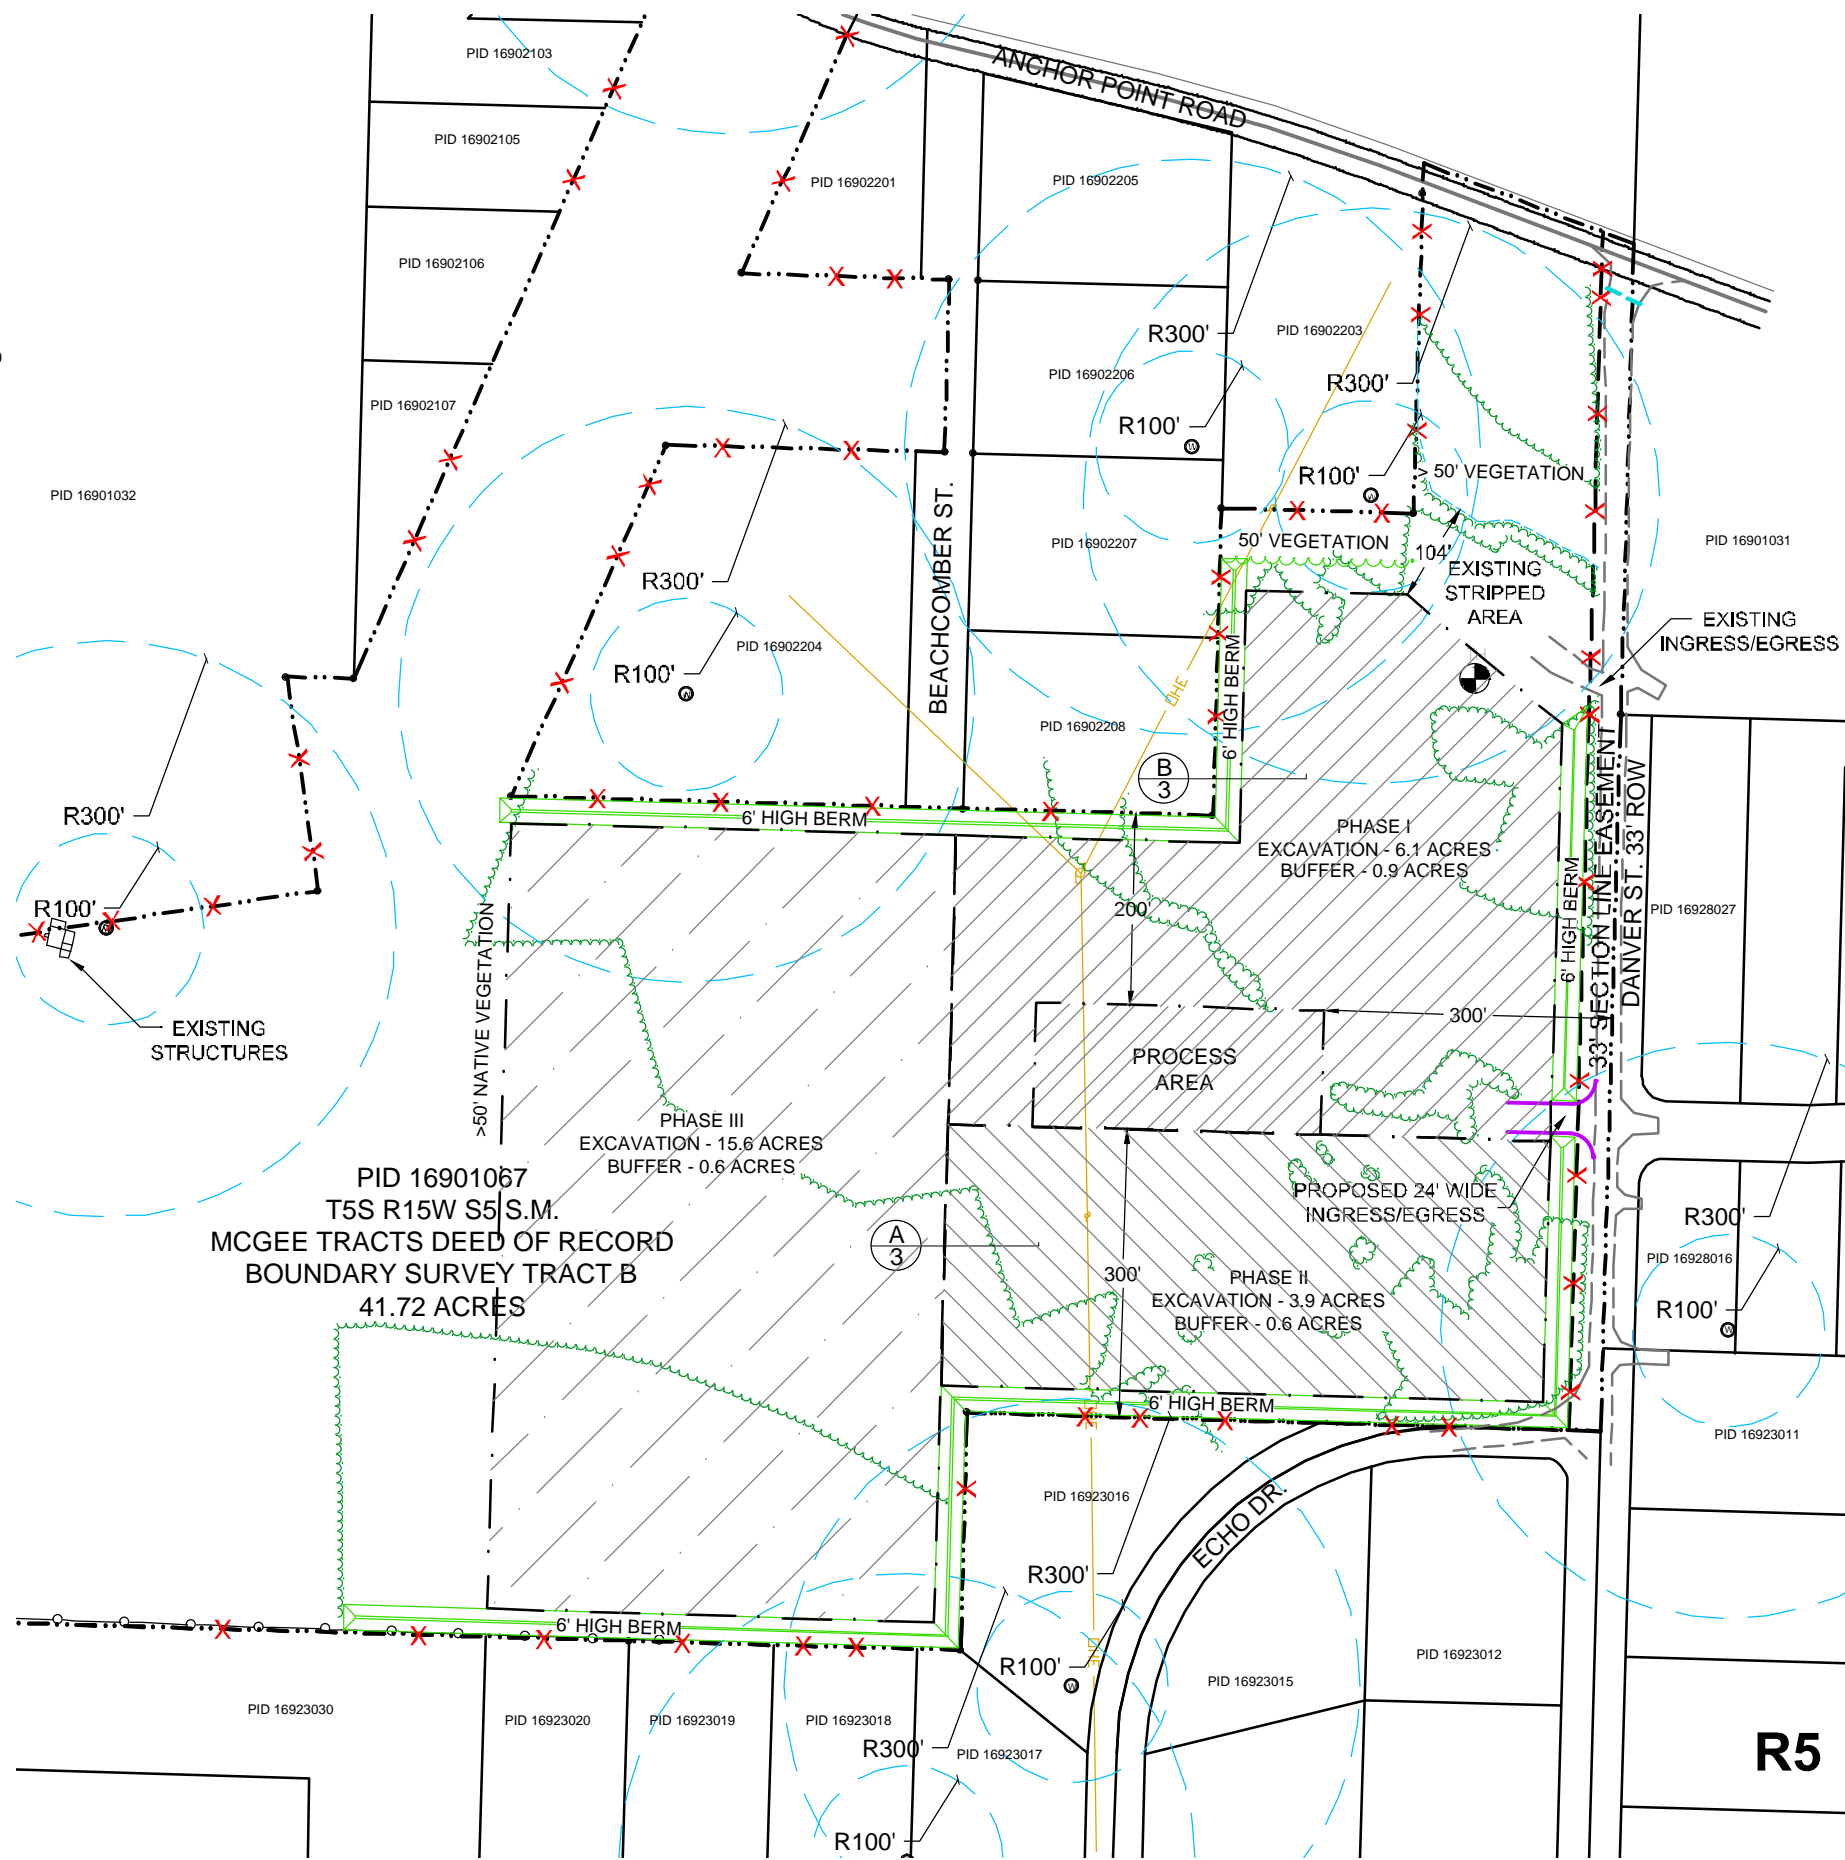 PID 16902103
ANCHOR POINT ROAD
PID 16902105
PID 16902201
PID 16902205
PID 16902106
R300'
PID 16902203
PID 16902206
R300'
PID 16902107
R100'
R100'
> 50' VEGETATION
PID 16901032
BEACHCOMBER ST.
PID 16902207
50' VEGETATION
104'
PID 16901031
EXISTING
STRIPPED
AREA
R300'
EXISTING
INGRESS/EGRESS
PID 16902204
R100'
OHE
PID 16902208
6' HIGH BERM
B
3
R300'
6' HIGH BERM
PHASE I
EXCAVATION - 6.1 ACRES
BUFFER - 0.9 ACRES
33' SECTION LINE EASEMENT
DANVER ST. 33' ROW
6' HIGH BERM
R100'
200'
PID 16928027
>50' NATIVE VEGETATION
EXISTING
STRUCTURES
300'
PROCESS
AREA
PHASE III
EXCAVATION - 15.6 ACRES
BUFFER - 0.6 ACRES
PID 16901067
T5S R15W S5 S.M.
MCGEE TRACTS DEED OF RECORD
BOUNDARY SURVEY TRACT B
41.72 ACRES
PROPOSED 24' WIDE
INGRESS/EGRESS
R300'
A
3
PID 16928016
300'
PHASE II
EXCAVATION - 3.9 ACRES
BUFFER - 0.6 ACRES
R100'
6' HIGH BERM
PID 16923011
PID 16923016
ECHO DR.
R300'
6' HIGH BERM
OHE
R100'
PID 16923012
PID 16923015
PID 16923030
PID 16923020
PID 16923019
PID 16923018
R300'
PID 16923017
R5
R100'